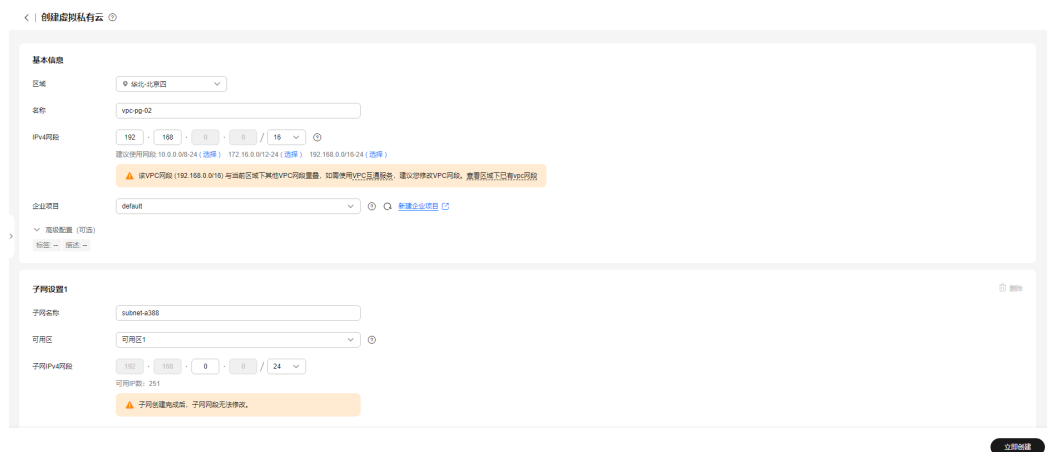 创建虚拟私有云
基本信息
区域 华北-北京四
名称 vpc-pg-02
IPv4网段 192 · 168 · 0 · 0 / 16
建议使用网段:10.0.0.0/8-24 ( 选择 ) 172.16.0.0/12-24 ( 选择 ) 192.168.0.0/16-24 ( 选择 )
该VPC网段 (192.168.0.0/16) 与当前区域下其他VPC网段重叠，如需使用VPC互通服务，建议您修改VPC网段。查看区域下已有vpc网段
企业项目 default 新建企业项目
高级配置（可选）
标签: -- 描述: --
子网设置1 删除
子网名称 subnet-a388
可用区 可用区1
子网IPv4网段 192 · 168 · 0 · 0 / 24
可用IP数: 251
子网创建完成后，子网网段无法修改。
立即创建